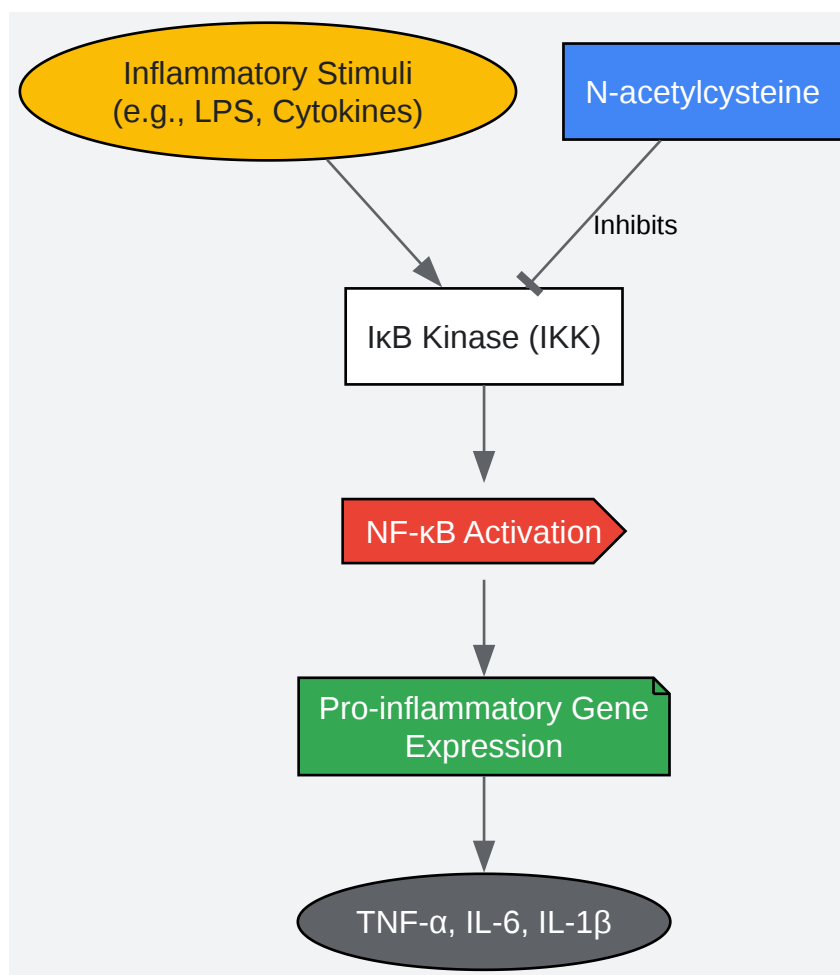 Inflammatory Stimuli
(e.g., LPS, Cytokines)
N-acetylcysteine
Inhibits
IκB Kinase (IKK)
NF-κB Activation
Pro-inflammatory Gene
Expression
TNF-α, IL-6, IL-1β